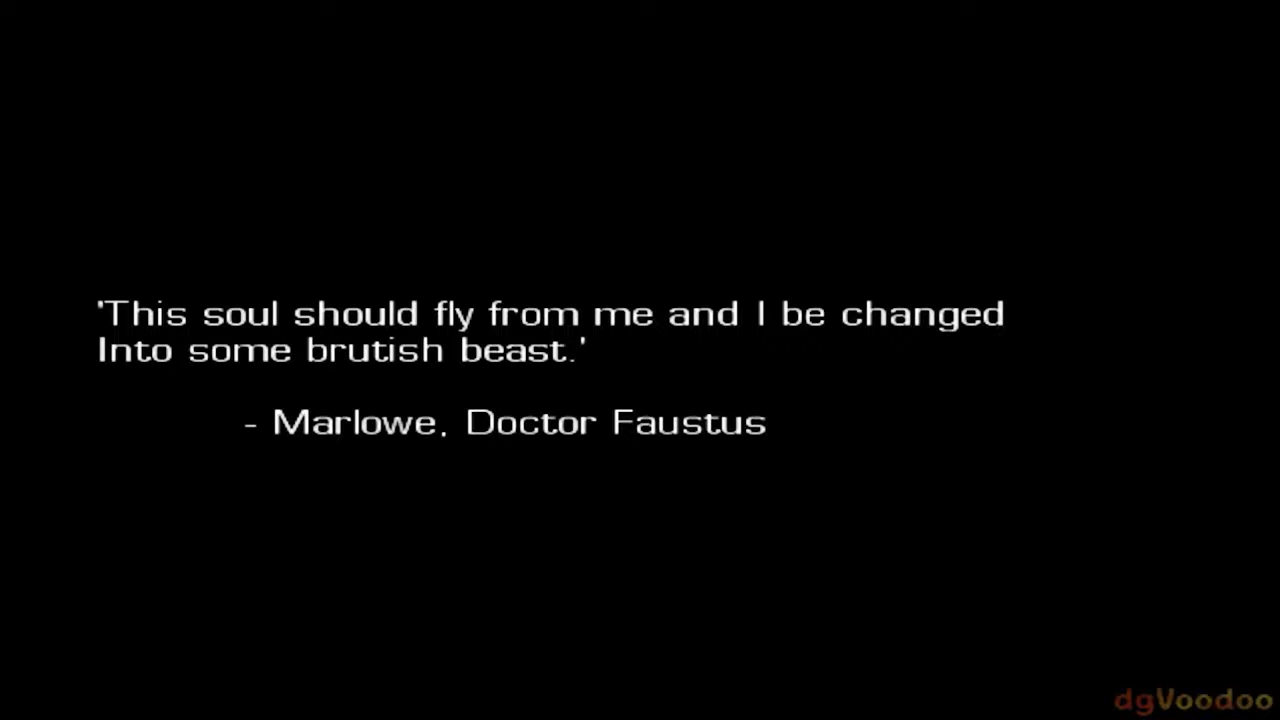 'This soul should fly from me and I be changed
Into some brutish beast.'
- Marlowe, Doctor Faustus
dgVoodoo